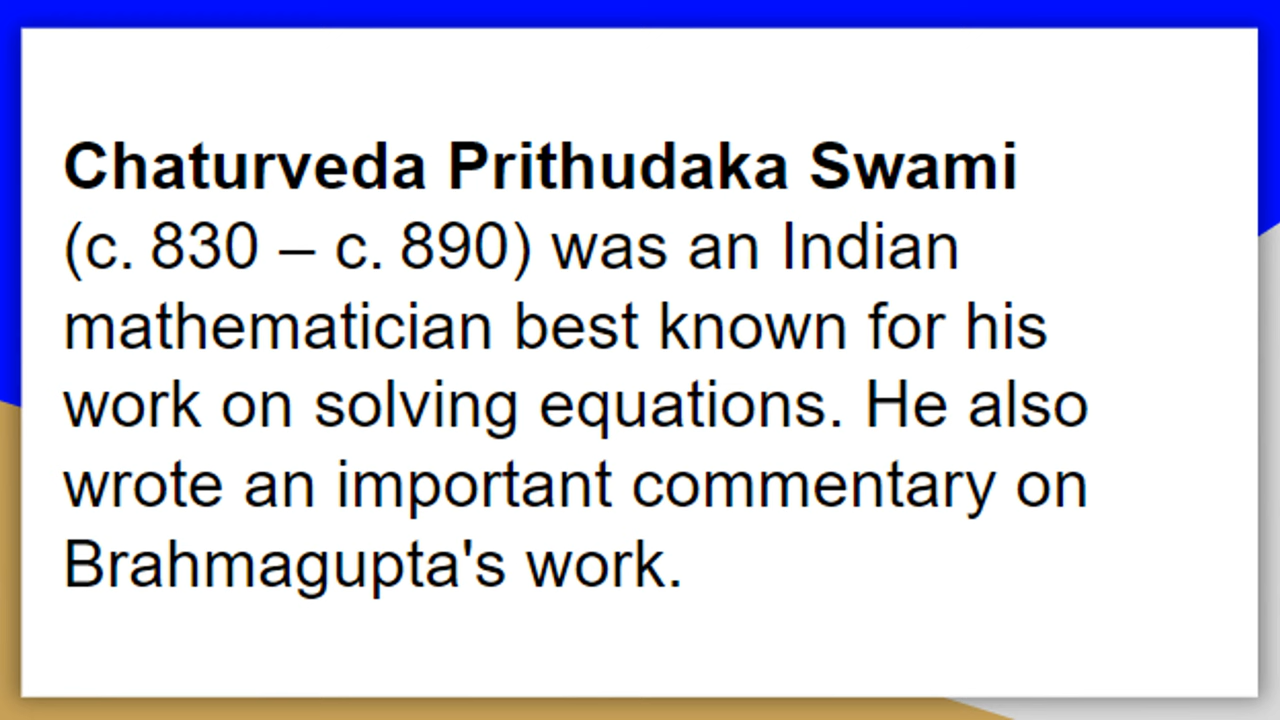 Chaturveda Prithudaka Swami
(c. 830 – c. 890) was an Indian
mathematician best known for his
work on solving equations. He also
wrote an important commentary on
Brahmagupta's work.